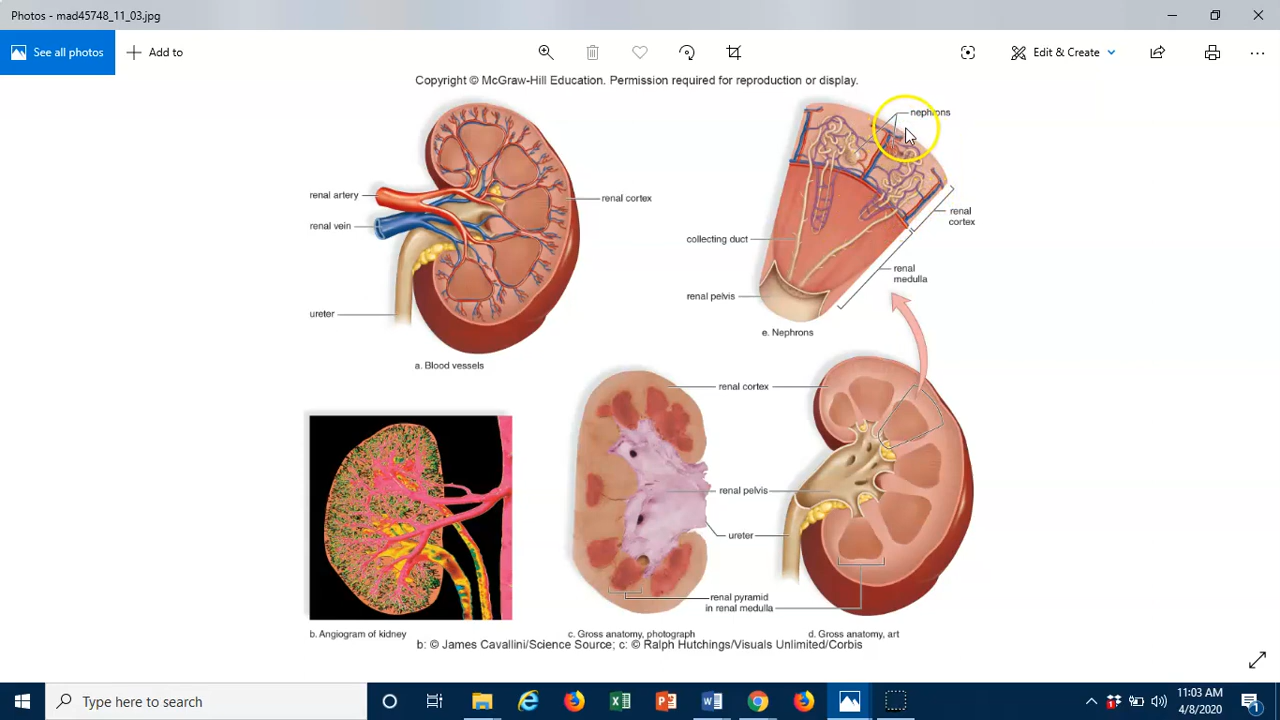 Photos - mad45748_11_03.jpg
See all photos
Add to
Edit & Create
Copyright © McGraw-Hill Education. Permission required for reproduction or display.
renal artery
renal vein
ureter
renal cortex
a. Blood vessels
nephrons
renal
cortex
collecting duct
renal
medulla
renal pelvis
e. Nephrons
renal cortex
renal pelvis
ureter
renal pyramid
in renal medulla
b. Angiogram of kidney
c. Gross anatomy, photograph
d. Gross anatomy, art
b: © James Cavallini/Science Source; c: © Ralph Hutchings/Visuals Unlimited/Corbis
Type here to search
11:03 AM
4/8/2020
1